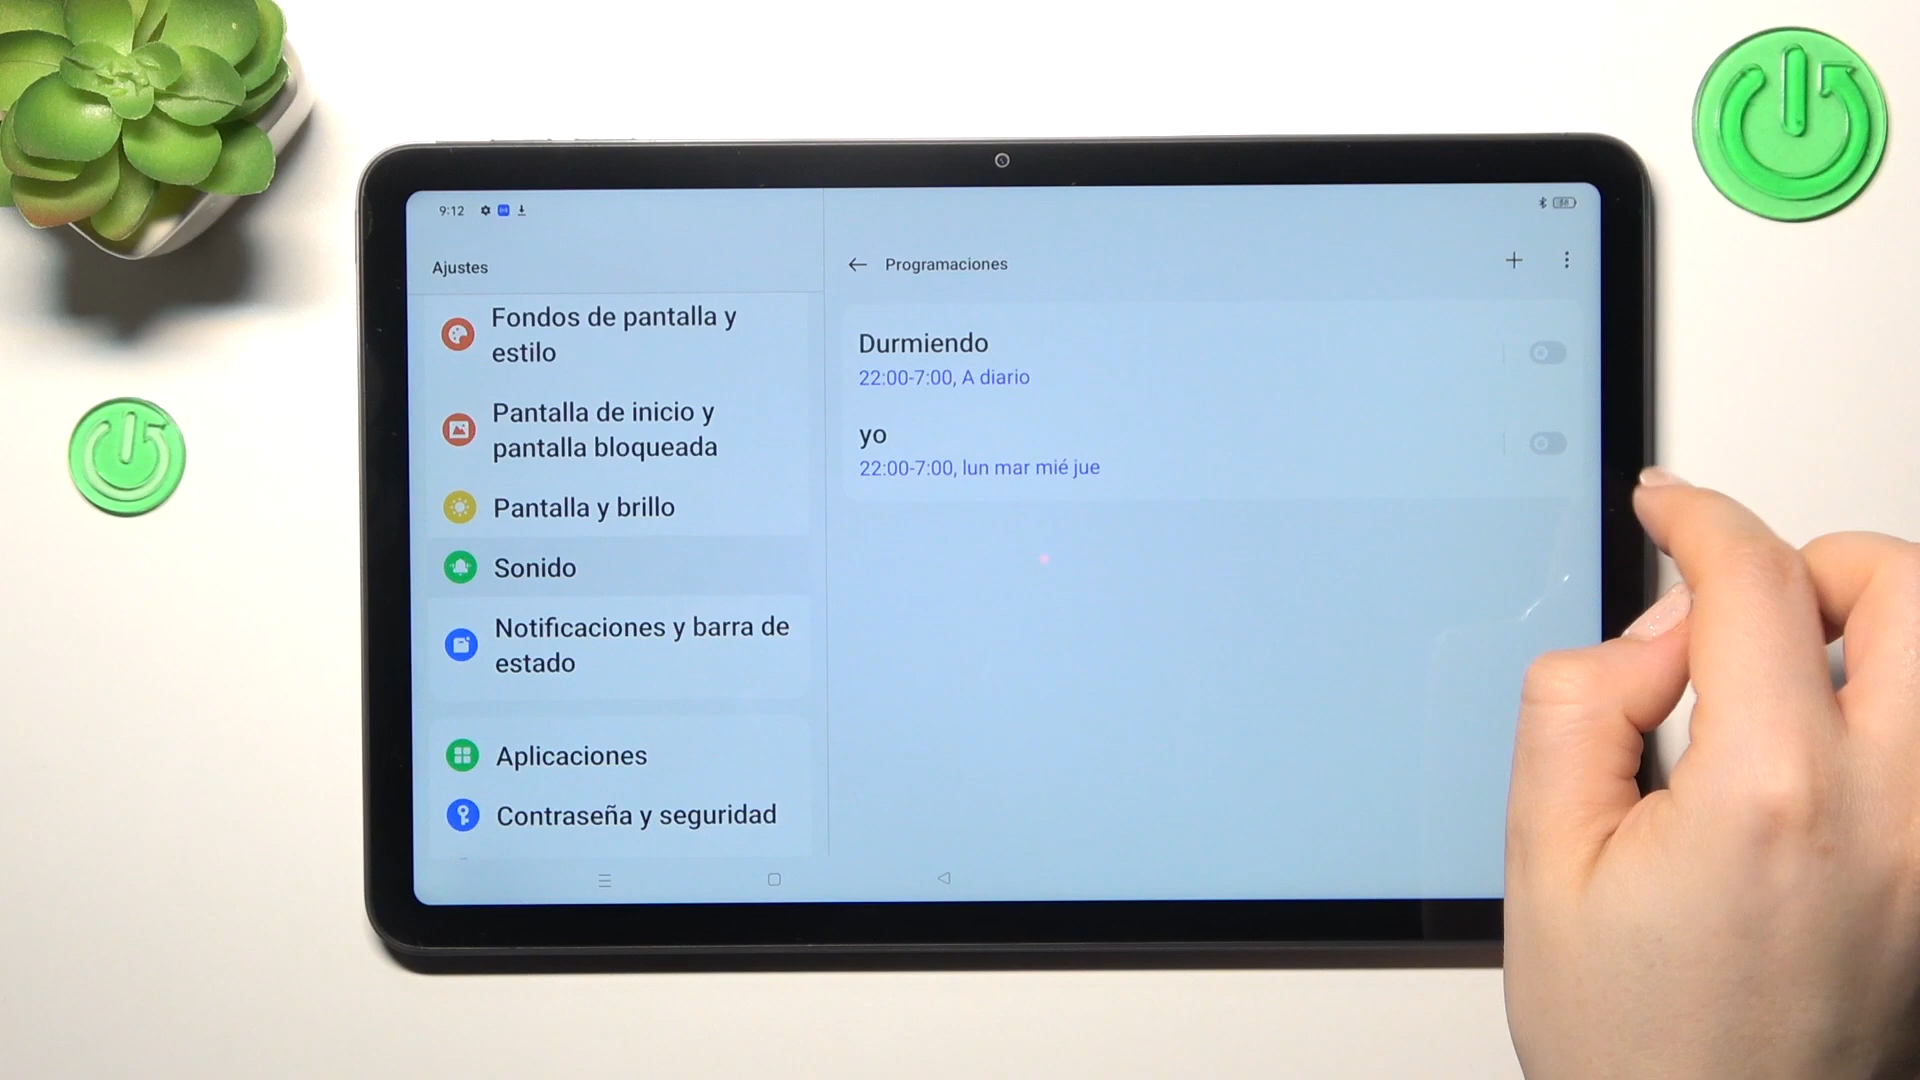 9:12
Ajustes
Fondos de pantalla y
estilo
Pantalla de inicio y
pantalla bloqueada
Pantalla y brillo
Sonido
Notificaciones y barra de
estado
Aplicaciones
Contraseña y seguridad
Programaciones
Durmiendo
22:00-7:00, A diario
yo
22:00-7:00, lun mar mié jue